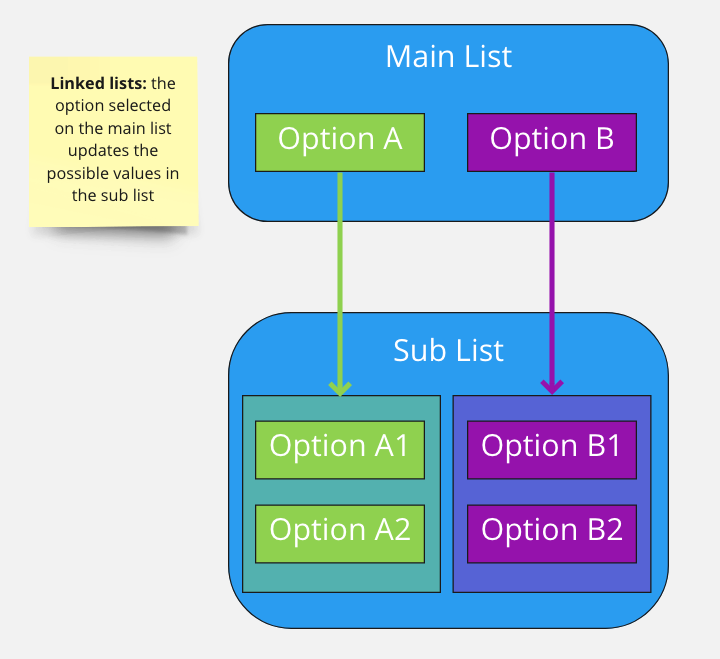 Linked lists: the
option selected
on the main list
updates the
possible values in
the sub list
Main List
Option A
Option B
Sub List
Option A1
Option B1
Option A2
Option B2